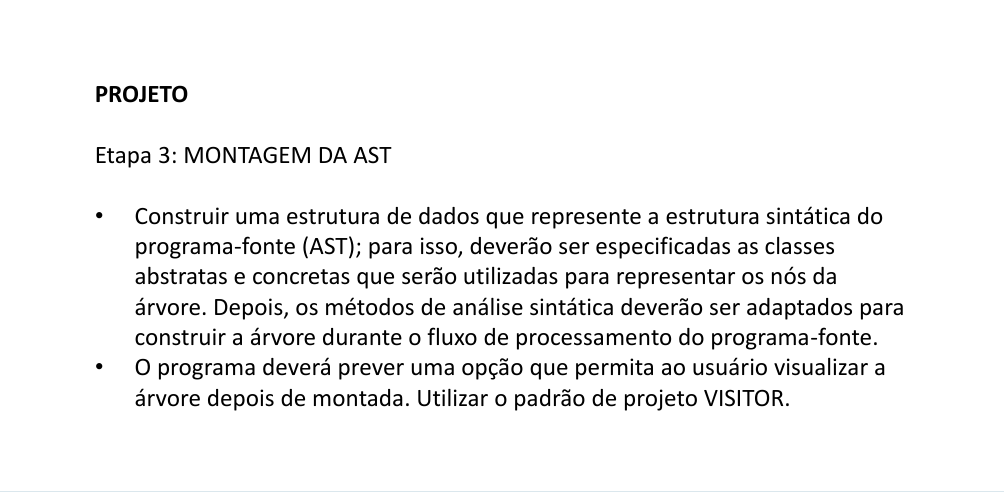 PROJETO
Etapa 3: MONTAGEM DA AST
• Construir uma estrutura de dados que represente a estrutura sintática do
programa-fonte (AST); para isso, deverão ser especificadas as classes
abstratas e concretas que serão utilizadas para representar os nós da
árvore. Depois, os métodos de análise sintática deverão ser adaptados para
construir a árvore durante o fluxo de processamento do programa-fonte.
• O programa deverá prever uma opção que permita ao usuário visualizar a
árvore depois de montada. Utilizar o padrão de projeto VISITOR.